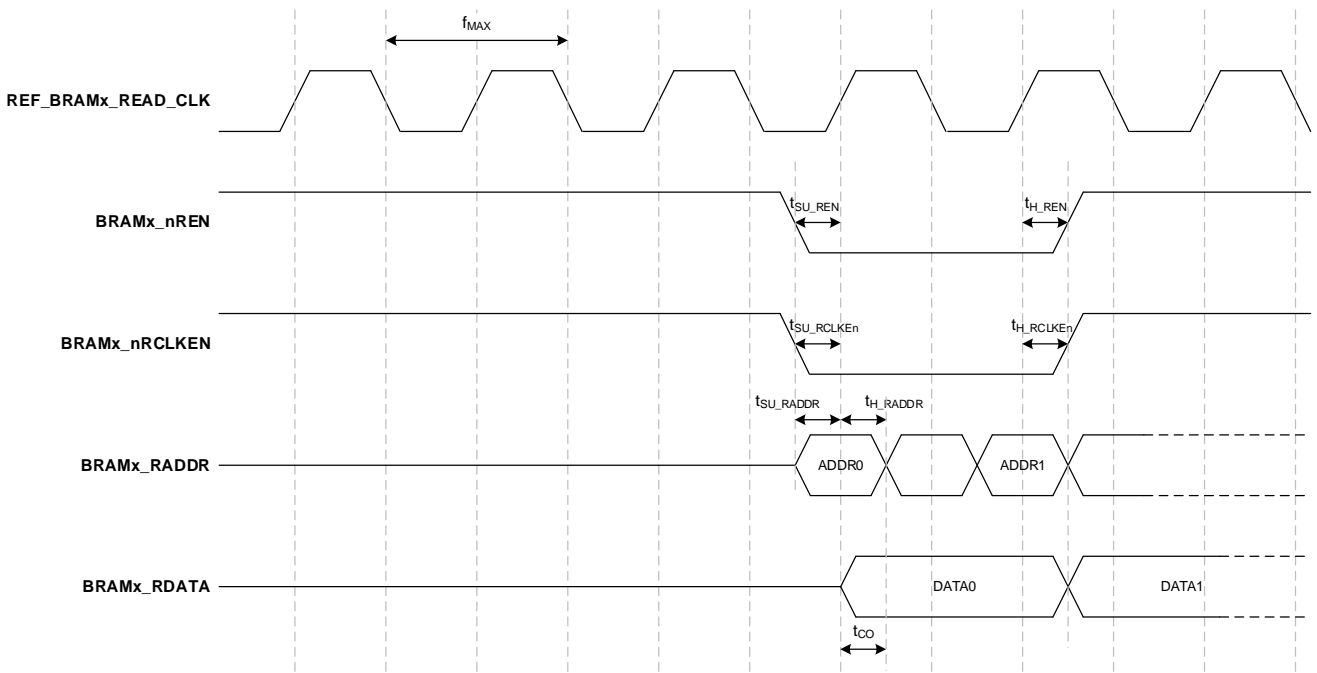 fMAX
REF_BRAMx_READ_CLK
tSU_REN
tH_REN
BRAMx_nREN
tSU_RCLKEn
tH_RCLKEn
BRAMx_nRCLKEN
tSU_RADDR
tH_RADDR
BRAMx_RADDR
ADDR0
ADDR1
BRAMx_RDATA
DATA0
DATA1
tCO